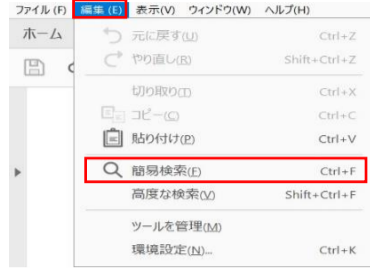 ファイル(F) 編集(E) 表示(V) ウィンドウ(W) ヘルプ(H)
ホーム
元に戻す(U) Ctrl+Z
やり直し(R) Shift+Ctrl+Z
切り取り(T) Ctrl+X
コピー(C) Ctrl+C
貼り付け(P) Ctrl+V
簡易検索(F) Ctrl+F
高度な検索(V) Shift+Ctrl+F
ツールを管理(M)
環境設定(N)... Ctrl+K